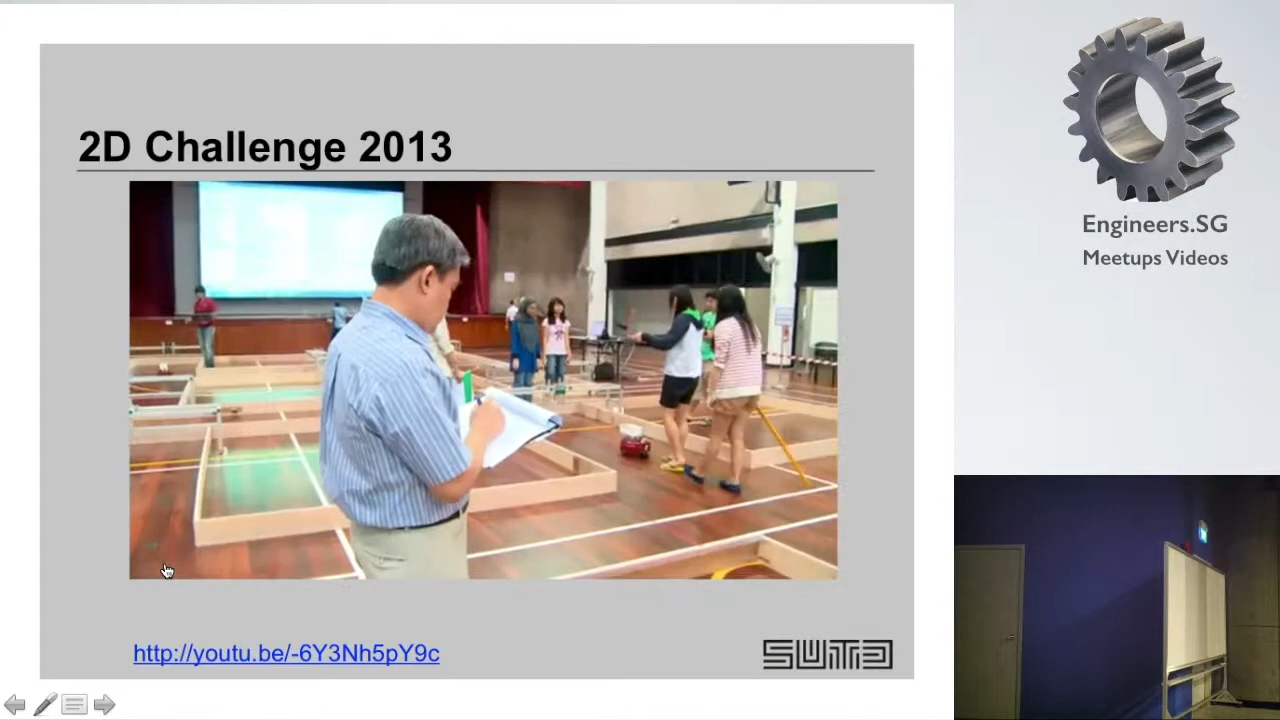 2D Challenge 2013
http://youtu.be/-6Y3Nh5pY9c
SUTD
Engineers.SG
Meetups Videos